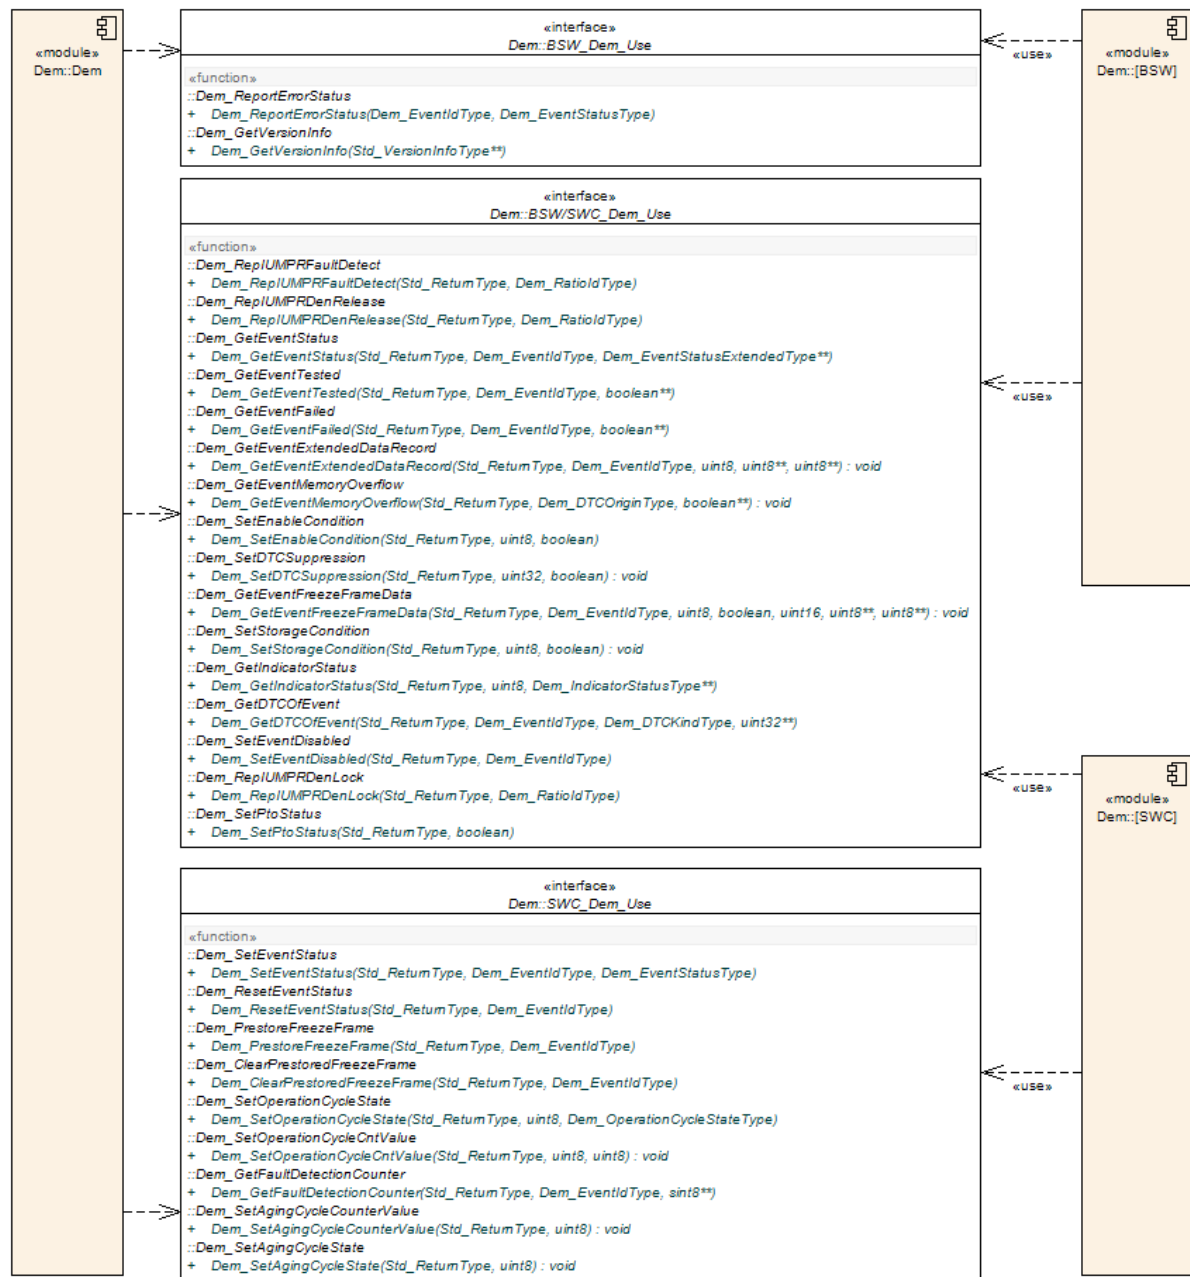 «module»
Dem::Dem
«interface»
Dem::BSW_Dem_Use
«function»
::Dem_ReportErrorStatus
+ Dem_ReportErrorStatus(Dem_EventIdType, Dem_EventStatusType)
::Dem_GetVersionInfo
+ Dem_GetVersionInfo(Std_VersionInfoType**)
«use»
«module»
Dem::[BSW]
«interface»
Dem::BSW/SWC_Dem_Use
«function»
::Dem_RepIUMPRFaultDetect
+ Dem_RepIUMPRFaultDetect(Std_ReturnType, Dem_RatioIdType)
::Dem_RepIUMPRDenRelease
+ Dem_RepIUMPRDenRelease(Std_ReturnType, Dem_RatioIdType)
::Dem_GetEventStatus
+ Dem_GetEventStatus(Std_ReturnType, Dem_EventIdType, Dem_EventStatusExtendedType**)
::Dem_GetEventTested
+ Dem_GetEventTested(Std_ReturnType, Dem_EventIdType, boolean**)
::Dem_GetEventFailed
+ Dem_GetEventFailed(Std_ReturnType, Dem_EventIdType, boolean**)
::Dem_GetEventExtendedDataRecord
+ Dem_GetEventExtendedDataRecord(Std_ReturnType, Dem_EventIdType, uint8, uint8**, uint8**) : void
::Dem_GetEventMemoryOverflow
+ Dem_GetEventMemoryOverflow(Std_ReturnType, Dem_DTCOriginType, boolean**) : void
::Dem_SetEnableCondition
+ Dem_SetEnableCondition(Std_ReturnType, uint8, boolean)
::Dem_SetDTCSuppression
+ Dem_SetDTCSuppression(Std_ReturnType, uint32, boolean) : void
::Dem_GetEventFreezeFrameData
+ Dem_GetEventFreezeFrameData(Std_ReturnType, Dem_EventIdType, uint8, boolean, uint16, uint8**, uint8**) : void
::Dem_SetStorageCondition
+ Dem_SetStorageCondition(Std_ReturnType, uint8, boolean) : void
::Dem_GetIndicatorStatus
+ Dem_GetIndicatorStatus(Std_ReturnType, uint8, Dem_IndicatorStatusType**)
::Dem_GetDTCOfEvent
+ Dem_GetDTCOfEvent(Std_ReturnType, Dem_EventIdType, Dem_DTCKindType, uint32**)
::Dem_SetEventDisabled
+ Dem_SetEventDisabled(Std_ReturnType, Dem_EventIdType)
::Dem_RepIUMPRDenLock
+ Dem_RepIUMPRDenLock(Std_ReturnType, Dem_RatioIdType)
::Dem_SetPtoStatus
+ Dem_SetPtoStatus(Std_ReturnType, boolean)
«use»
«use»
«module»
Dem::[SWC]
«interface»
Dem::SWC_Dem_Use
«function»
::Dem_SetEventStatus
+ Dem_SetEventStatus(Std_ReturnType, Dem_EventIdType, Dem_EventStatusType)
::Dem_ResetEventStatus
+ Dem_ResetEventStatus(Std_ReturnType, Dem_EventIdType)
::Dem_PrestoreFreezeFrame
+ Dem_PrestoreFreezeFrame(Std_ReturnType, Dem_EventIdType)
::Dem_ClearPrestoredFreezeFrame
+ Dem_ClearPrestoredFreezeFrame(Std_ReturnType, Dem_EventIdType)
::Dem_SetOperationCycleState
+ Dem_SetOperationCycleState(Std_ReturnType, uint8, Dem_OperationCycleStateType)
::Dem_SetOperationCycleCntValue
+ Dem_SetOperationCycleCntValue(Std_ReturnType, uint8, uint8) : void
::Dem_GetFaultDetectionCounter
+ Dem_GetFaultDetectionCounter(Std_ReturnType, Dem_EventIdType, sint8**)
::Dem_SetAgingCycleCounterValue
+ Dem_SetAgingCycleCounterValue(Std_ReturnType, uint8) : void
::Dem_SetAgingCycleState
+ Dem_SetAgingCycleState(Std_ReturnType, uint8) : void
«use»